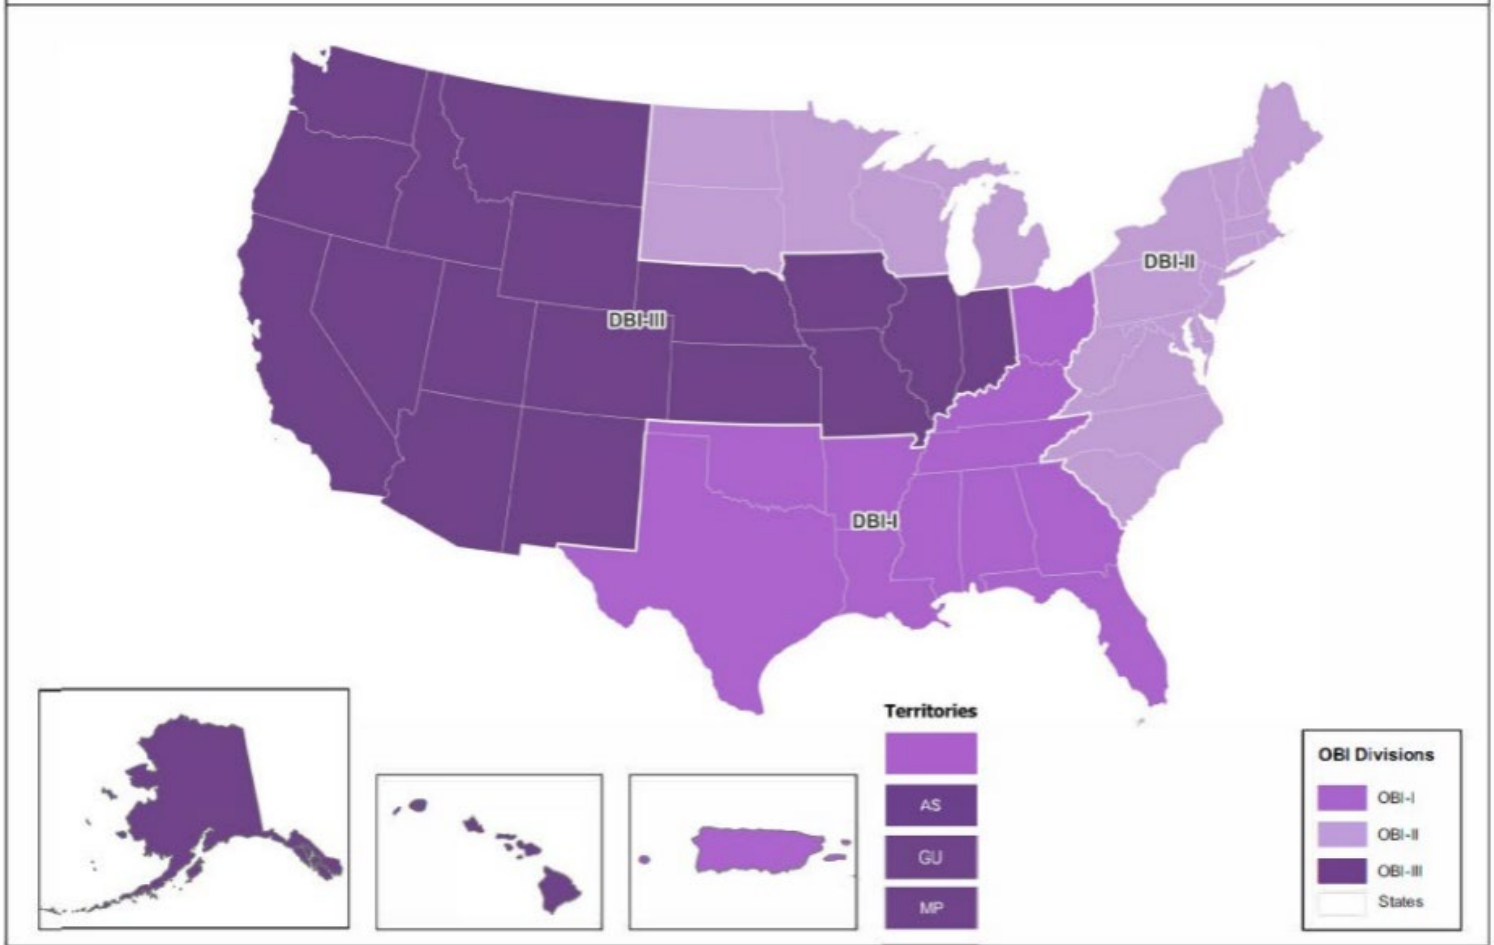 DBI-II
DBI-III
DBI-I
Territories
AS
GU
MP
OBI Divisions
OBI-I
OBI-II
OBI-III
States